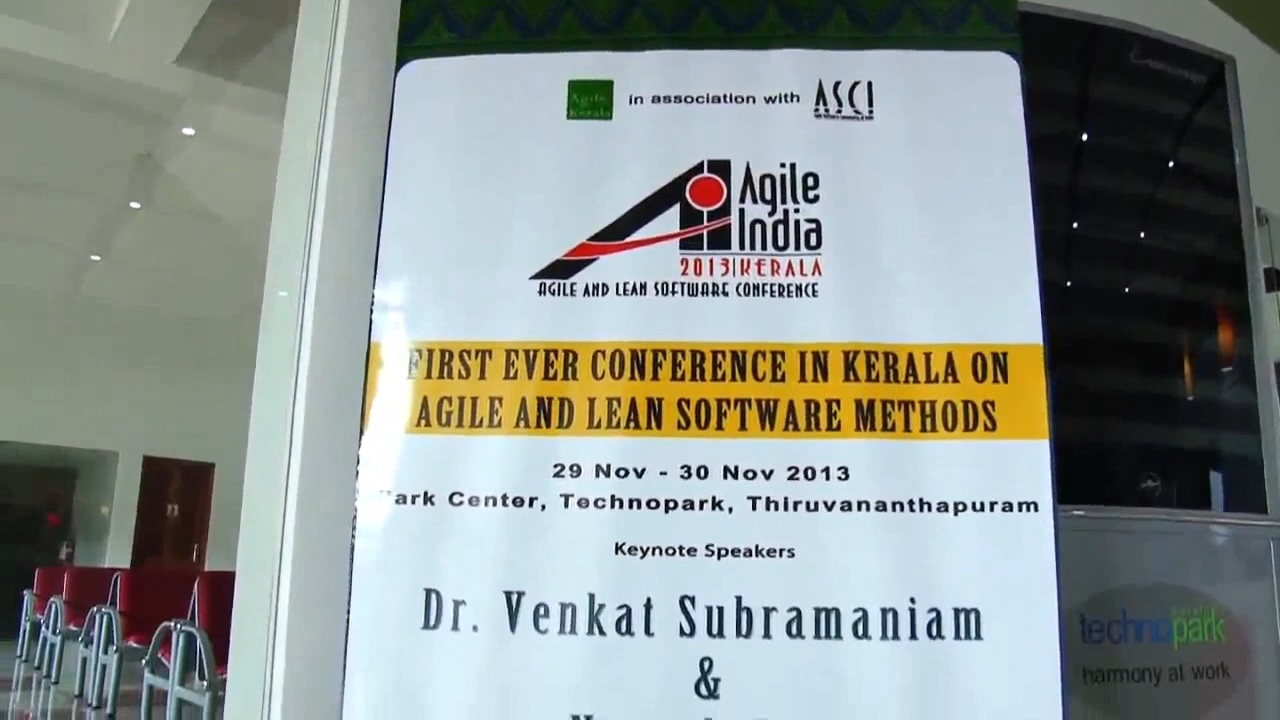 Agile
Kerala
in association with
ASCI
Agile
India
2013|KERALA
AGILE AND LEAN SOFTWARE CONFERENCE
FIRST EVER CONFERENCE IN KERALA ON
AGILE AND LEAN SOFTWARE METHODS
29 Nov - 30 Nov 2013
Center, Technopark, Thiruvananthapuram
Keynote Speakers
Dr. Venkat Subramaniam
&
technopark
harmony at work